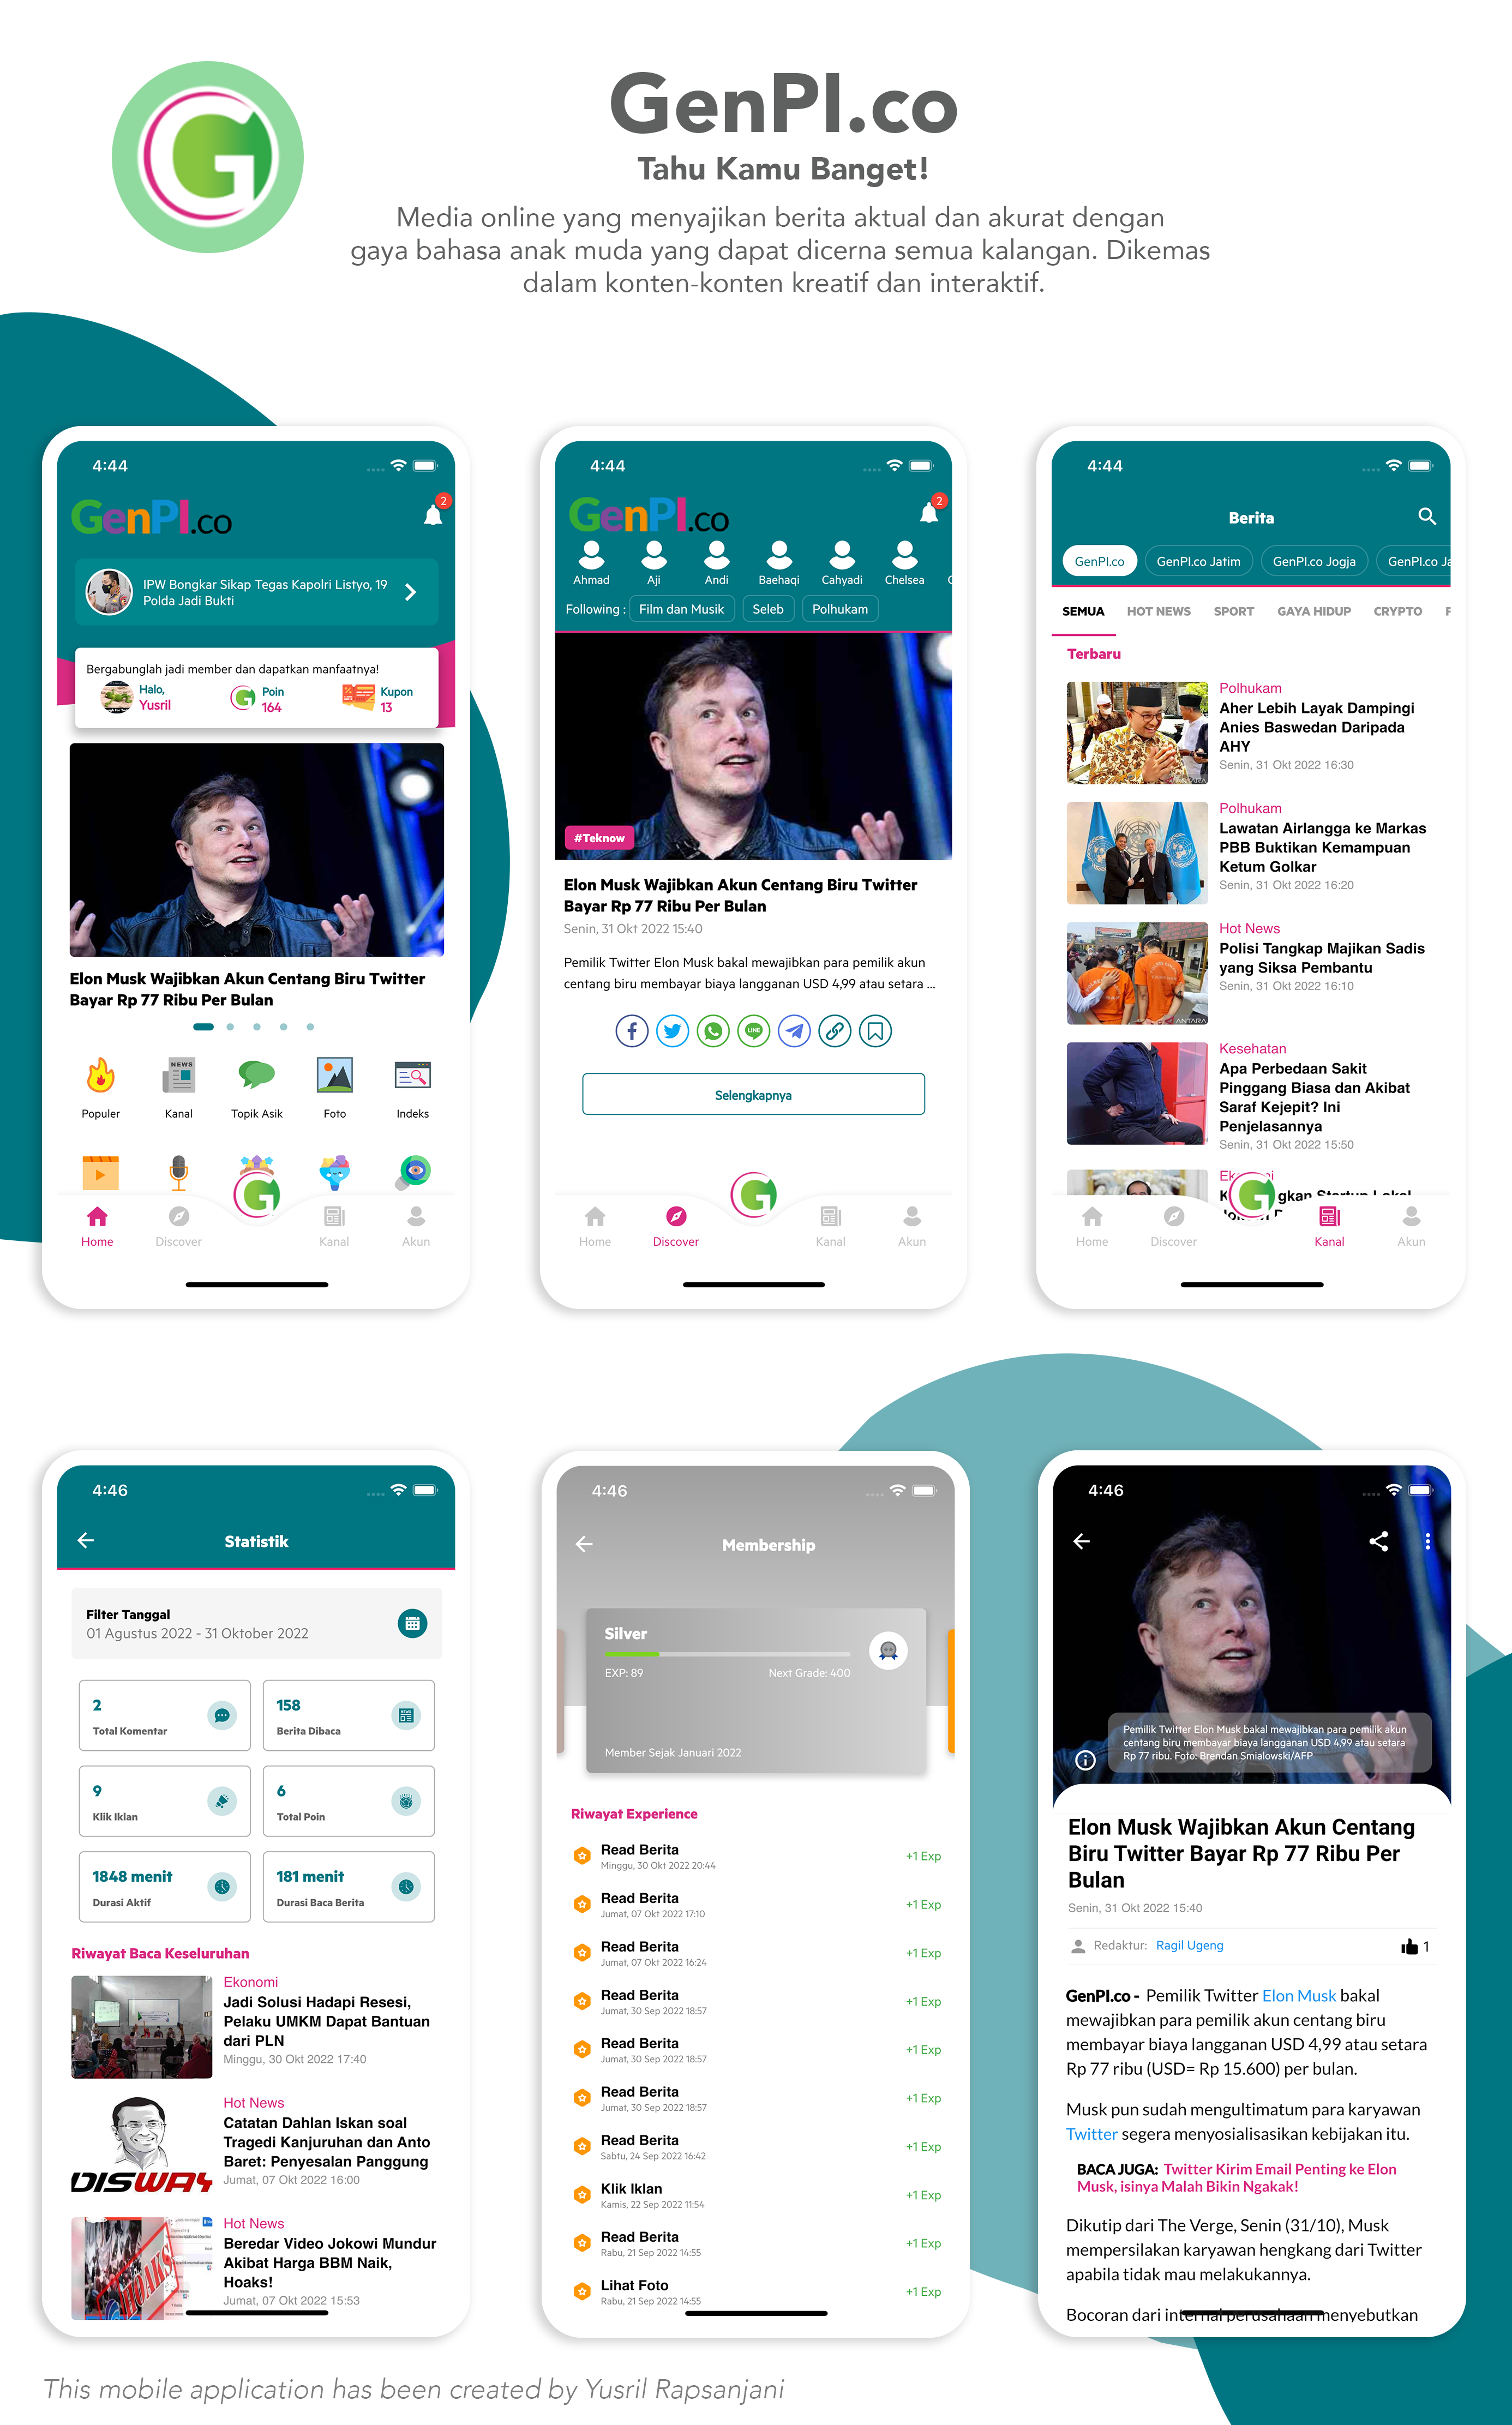 GenPI.co
Tahu Kamu Banget!
Media online yang menyajikan berita aktual dan akurat dengan
gaya bahasa anak muda yang dapat dicerna semua kalangan. Dikemas
dalam konten-konten kreatif dan interaktif.
4:44
GenPI.co
2
IPW Bongkar Sikap Tegas Kapolri Listyo, 19
Polda Jadi Bukti
Bergabunglah jadi member dan dapatkan manfaatnya!
Halo,
Yusril
Poin
164
Kupon
13
Elon Musk Wajibkan Akun Centang Biru Twitter
Bayar Rp 77 Ribu Per Bulan
NEWS
Populer
Kanal
Topik Asik
Foto
Indeks
Home
Discover
Kanal
Akun
4:44
GenPI.co
2
Ahmad
Aji
Andi
Baehaqi
Cahyadi
Chelsea
Following :
Film dan Musik
Seleb
Polhukam
#Teknow
Elon Musk Wajibkan Akun Centang Biru Twitter
Bayar Rp 77 Ribu Per Bulan
Senin, 31 Okt 2022 15:40
Pemilik Twitter Elon Musk bakal mewajibkan para pemilik akun
centang biru membayar biaya langganan USD 4,99 atau setara ...
LINE
Selengkapnya
Home
Discover
Kanal
Akun
4:44
Berita
GenPI.co
GenPI.co Jatim
GenPI.co Jogja
GenPI.co Ja
SEMUA
HOT NEWS
SPORT
GAYA HIDUP
CRYPTO
Terbaru
Polhukam
Aher Lebih Layak Dampingi
Anies Baswedan Daripada
AHY
Senin, 31 Okt 2022 16:30
Polhukam
Lawatan Airlangga ke Markas
PBB Buktikan Kemampuan
Ketum Golkar
Senin, 31 Okt 2022 16:20
Hot News
Polisi Tangkap Majikan Sadis
yang Siksa Pembantu
Senin, 31 Okt 2022 16:10
ANTARA
Kesehatan
Apa Perbedaan Sakit
Pinggang Biasa dan Akibat
Saraf Kejepit? Ini
Penjelasannya
Senin, 31 Okt 2022 15:50
Home
Discover
Kanal
Akun
4:46
Statistik
Filter Tanggal
01 Agustus 2022 - 31 Oktober 2022
2
Total Komentar
158
Berita Dibaca
9
Klik Iklan
6
Total Poin
1848 menit
Durasi Aktif
181 menit
Durasi Baca Berita
Riwayat Baca Keseluruhan
Ekonomi
Jadi Solusi Hadapi Resesi,
Pelaku UMKM Dapat Bantuan
dari PLN
Minggu, 30 Okt 2022 17:40
DISWAY
Hot News
Catatan Dahlan Iskan soal
Tragedi Kanjuruhan dan Anto
Baret: Penyesalan Panggung
Jumat, 07 Okt 2022 16:00
HOAKS
Hot News
Beredar Video Jokowi Mundur
Akibat Harga BBM Naik,
Hoaks!
Jumat, 07 Okt 2022 15:53
4:46
Membership
Silver
EXP: 89
Next Grade: 400
Member Sejak Januari 2022
Riwayat Experience
Read Berita
Minggu, 30 Okt 2022 20:44
+1 Exp
Read Berita
Jumat, 07 Okt 2022 17:10
+1 Exp
Read Berita
Jumat, 07 Okt 2022 16:24
+1 Exp
Read Berita
Jumat, 30 Sep 2022 18:57
+1 Exp
Read Berita
Jumat, 30 Sep 2022 18:57
+1 Exp
Read Berita
Jumat, 30 Sep 2022 18:57
+1 Exp
Read Berita
Sabtu, 24 Sep 2022 16:42
+1 Exp
Klik Iklan
Kamis, 22 Sep 2022 11:54
+1 Exp
Read Berita
Rabu, 21 Sep 2022 14:55
+1 Exp
Lihat Foto
Rabu, 21 Sep 2022 14:55
+1 Exp
4:46
Pemilik Twitter Elon Musk bakal mewajibkan para pemilik akun
centang biru membayar biaya langganan USD 4,99 atau setara
Rp 77 ribu. Foto: Brendan Smialowski/AFP
Elon Musk Wajibkan Akun Centang
Biru Twitter Bayar Rp 77 Ribu Per
Bulan
Senin, 31 Okt 2022 15:40
Redaktur: Ragil Ugeng
1
GenPI.co - Pemilik Twitter Elon Musk bakal
mewajibkan para pemilik akun centang biru
membayar biaya langganan USD 4,99 atau setara
Rp 77 ribu (USD= Rp 15.600) per bulan.
Musk pun sudah mengultimatum para karyawan
Twitter segera menyosialisasikan kebijakan itu.
BACA JUGA: Twitter Kirim Email Penting ke Elon
Musk, isinya Malah Bikin Ngakak!
Dikutip dari The Verge, Senin (31/10), Musk
mempersilakan karyawan hengkang dari Twitter
apabila tidak mau melakukannya.
Bocoran dari internal perusahaan menyebutkan
This mobile application has been created by Yusril Rapsanjani